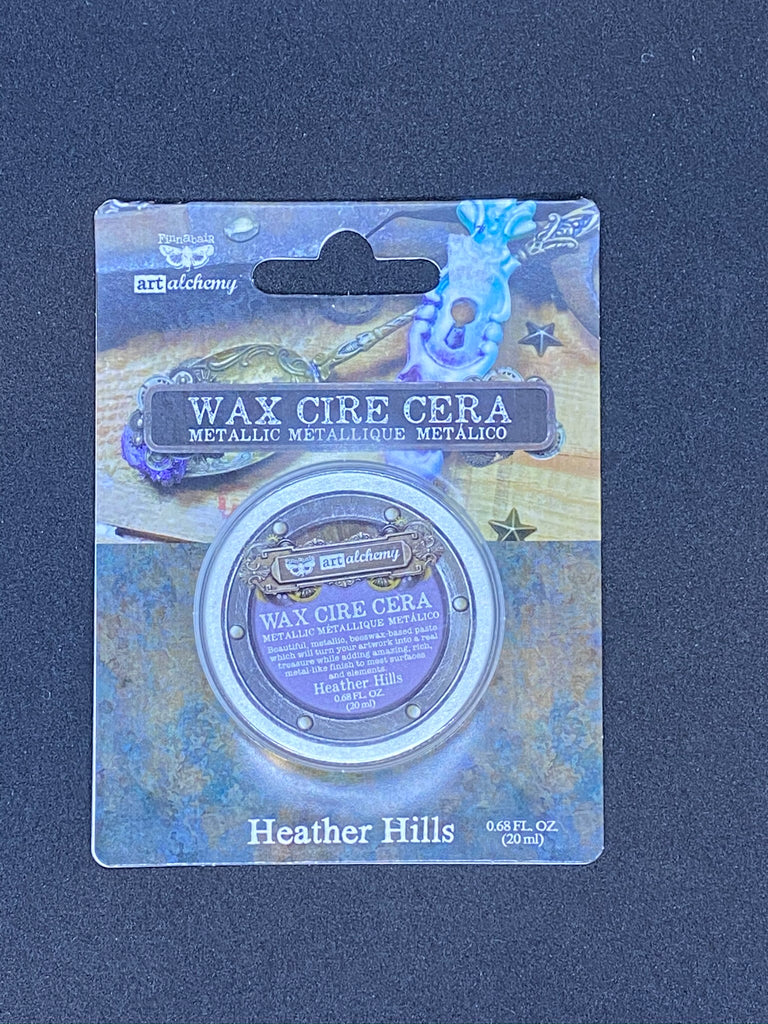 Finnabair
art alchemy
WAX CIRE CERA
METALLIC MÉTALLIQUE METÁLICO
art alchemy
WAX CIRE CERA
METALLIC MÉTALLIQUE METÁLICO
Beautiful, metallic, beeswax-based paste
which will turn your artwork into a real
treasure while adding amazing, rich,
metal-like finish to most surfaces
and elements.
Heather Hills
0.68 FL. OZ.
(20 ml)
Heather Hills
0.68 FL. OZ.
(20 ml)